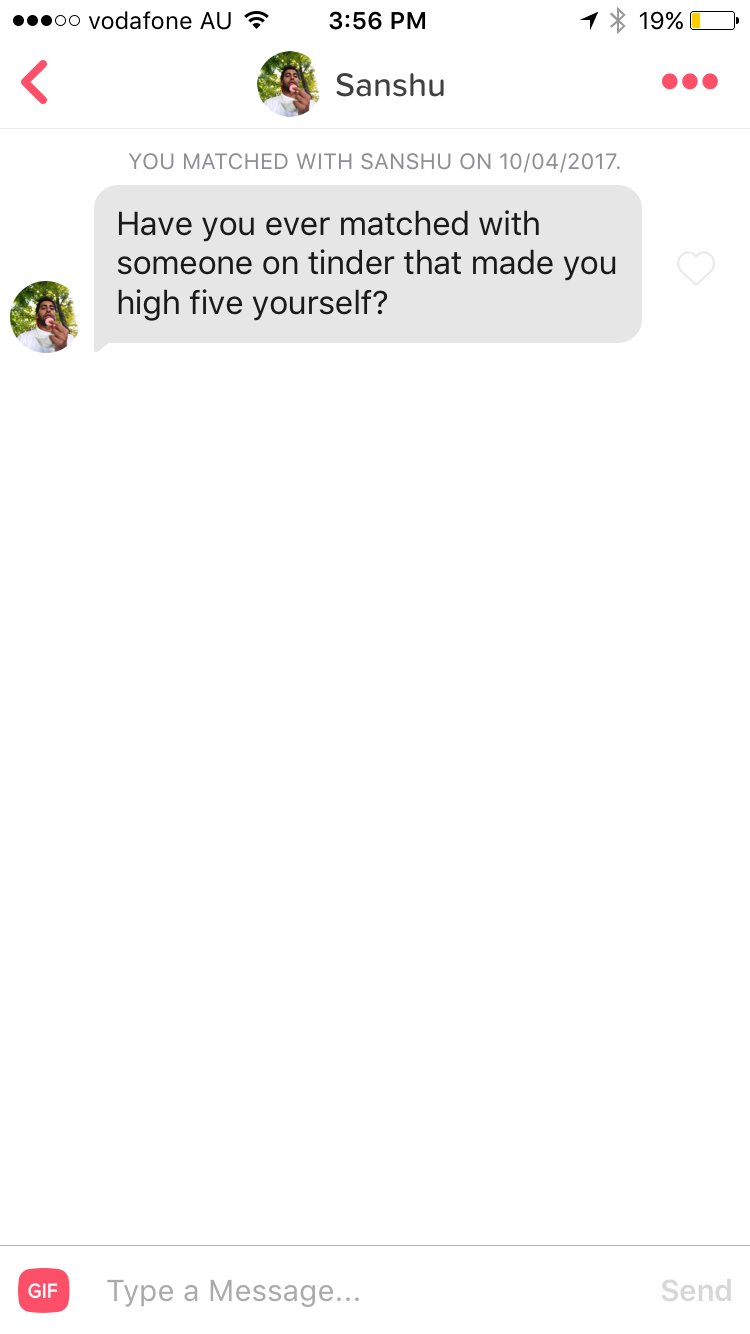 vodafone AU 3:56 PM 19%
Sanshu
YOU MATCHED WITH SANSHU ON 10/04/2017.
Have you ever matched with
someone on tinder that made you
high five yourself?
GIF Type a Message... Send